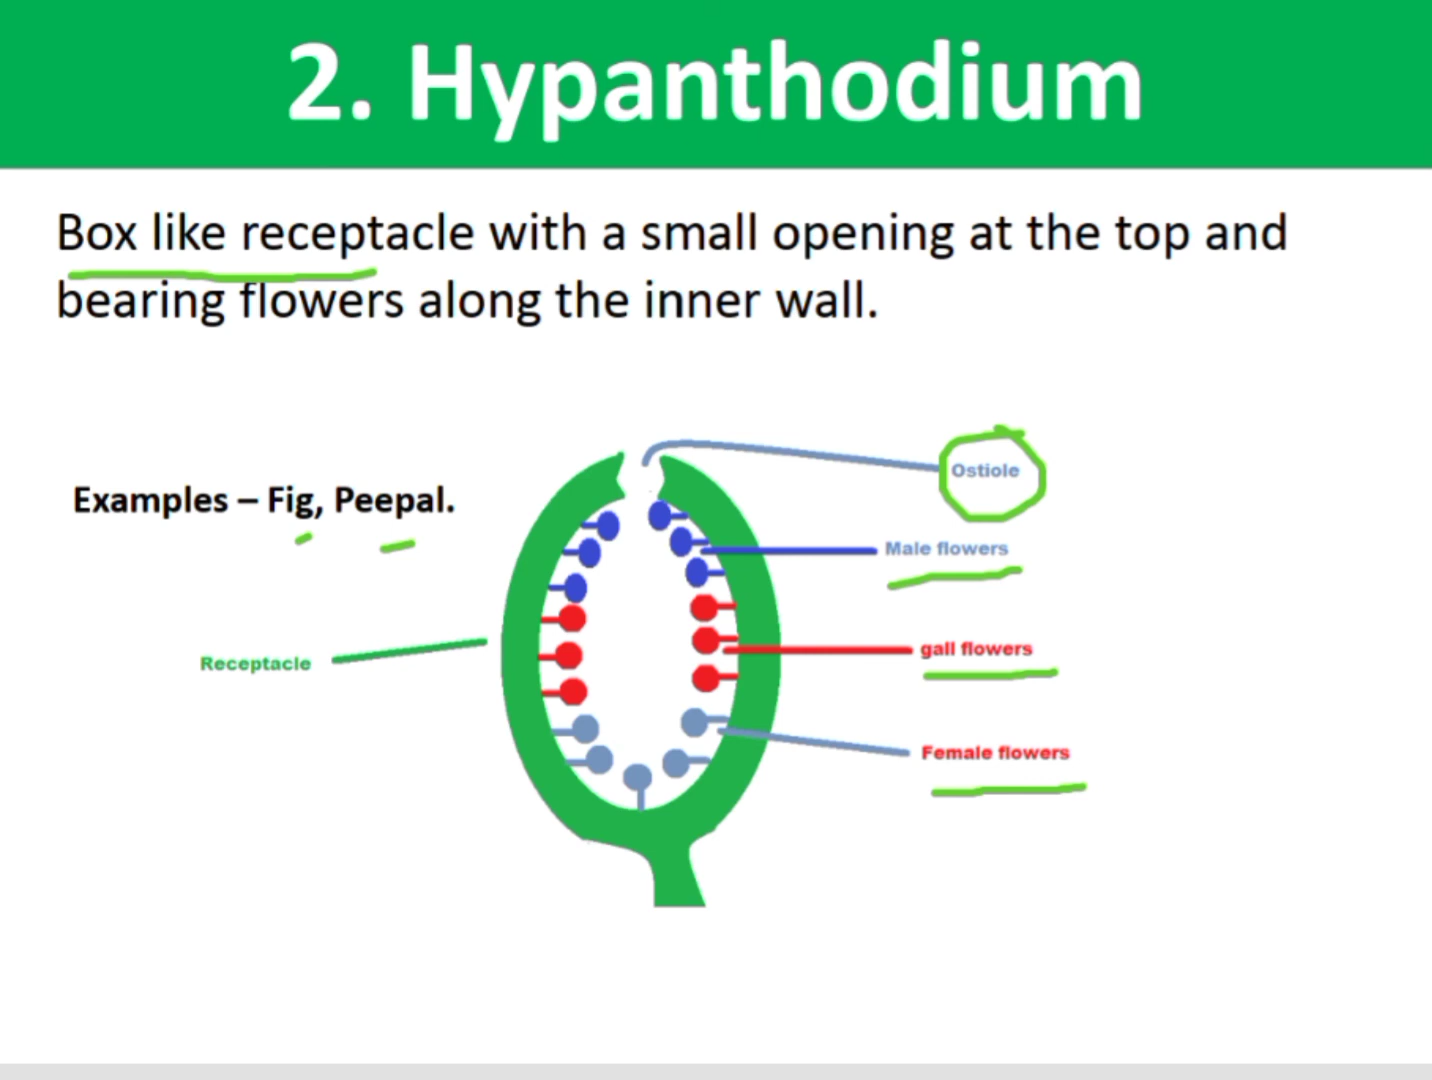 2. Hypanthodium
Box like receptacle with a small opening at the top and
bearing flowers along the inner wall.
Ostiole
Examples – Fig, Peepal.
Male flowers
gall flowers
Receptacle
Female flowers